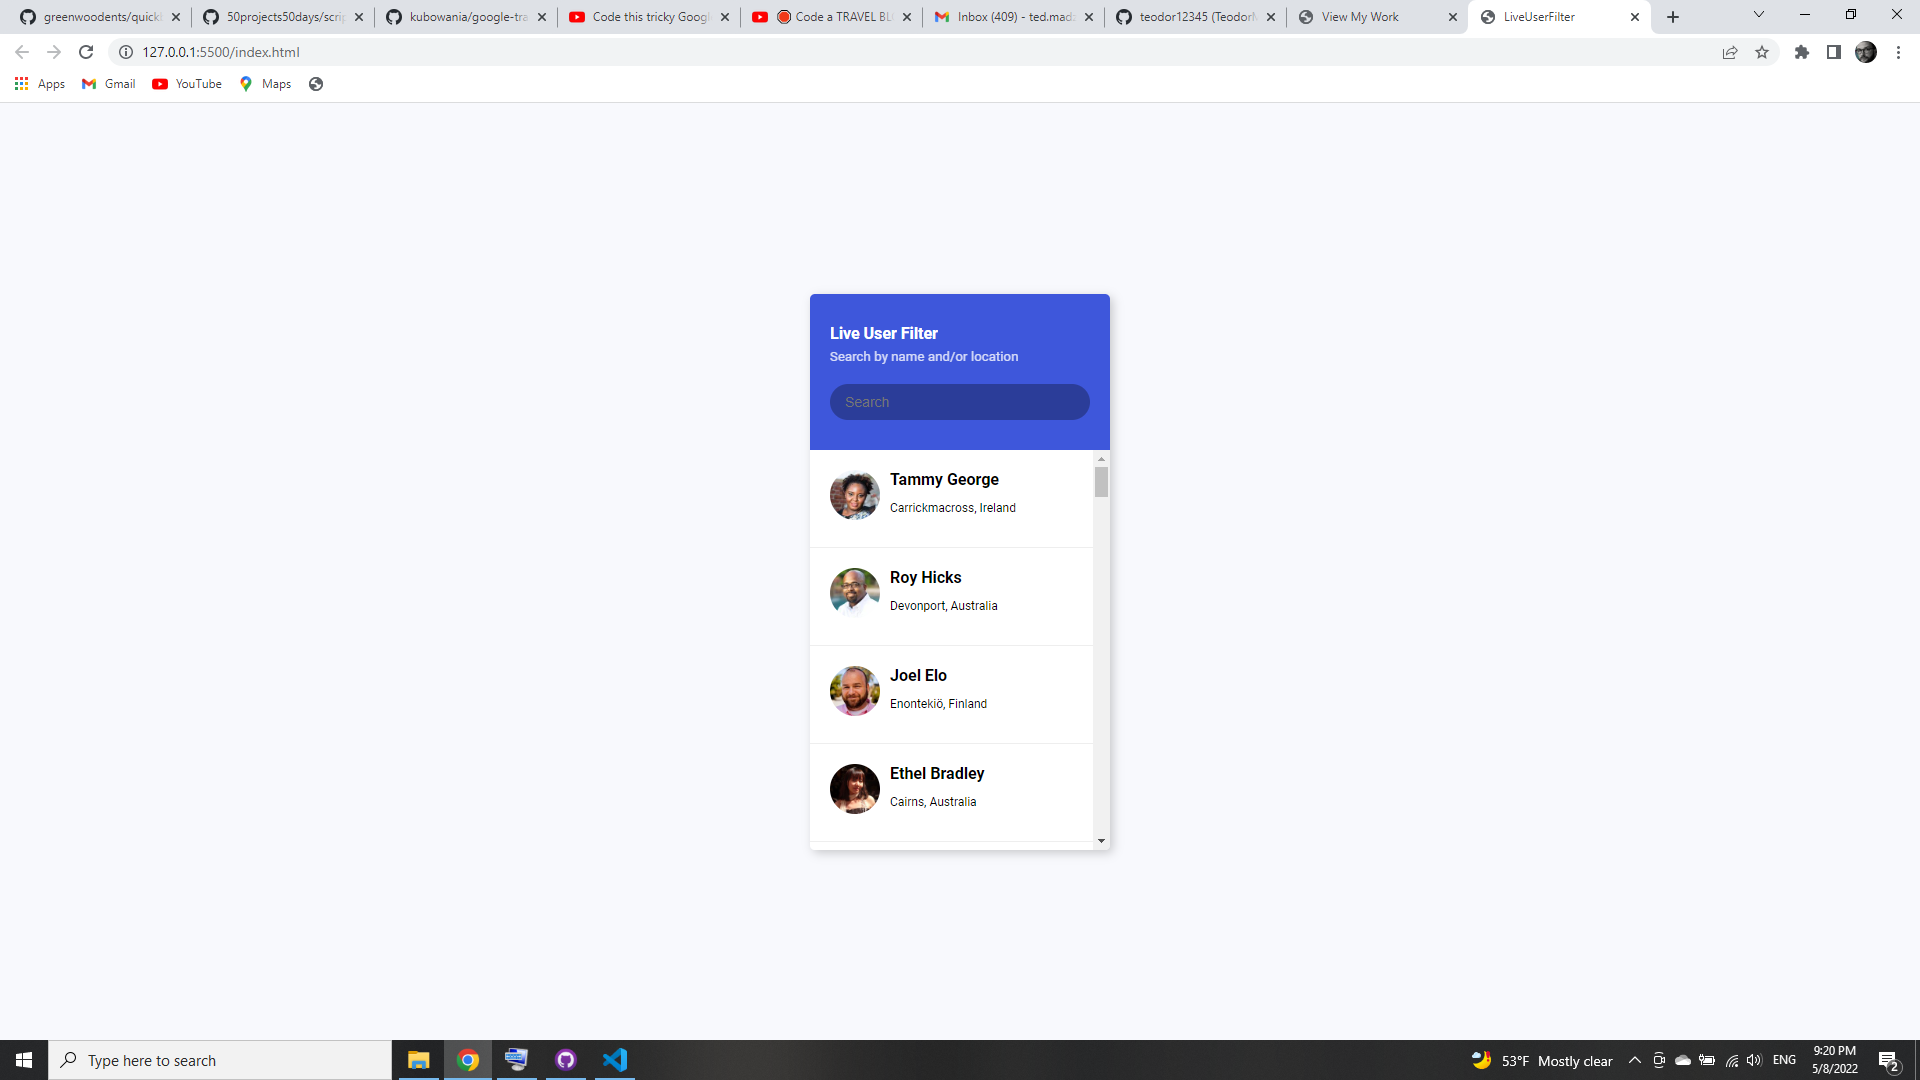 greenwoodents/quickl
50projects50days/scrip
kubowania/google-tra
Code this tricky Googl
Code a TRAVEL BL
Inbox (409) - ted.madz
teodor12345 (TeodorM
View My Work
LiveUserFilter
127.0.0.1:5500/index.html
Apps
Gmail
YouTube
Maps
Live User Filter
Search by name and/or location
Search
Tammy George
Carrickmacross, Ireland
Roy Hicks
Devonport, Australia
Joel Elo
Enontekiö, Finland
Ethel Bradley
Cairns, Australia
Type here to search
53°F Mostly clear
ENG
9:20 PM
5/8/2022
2